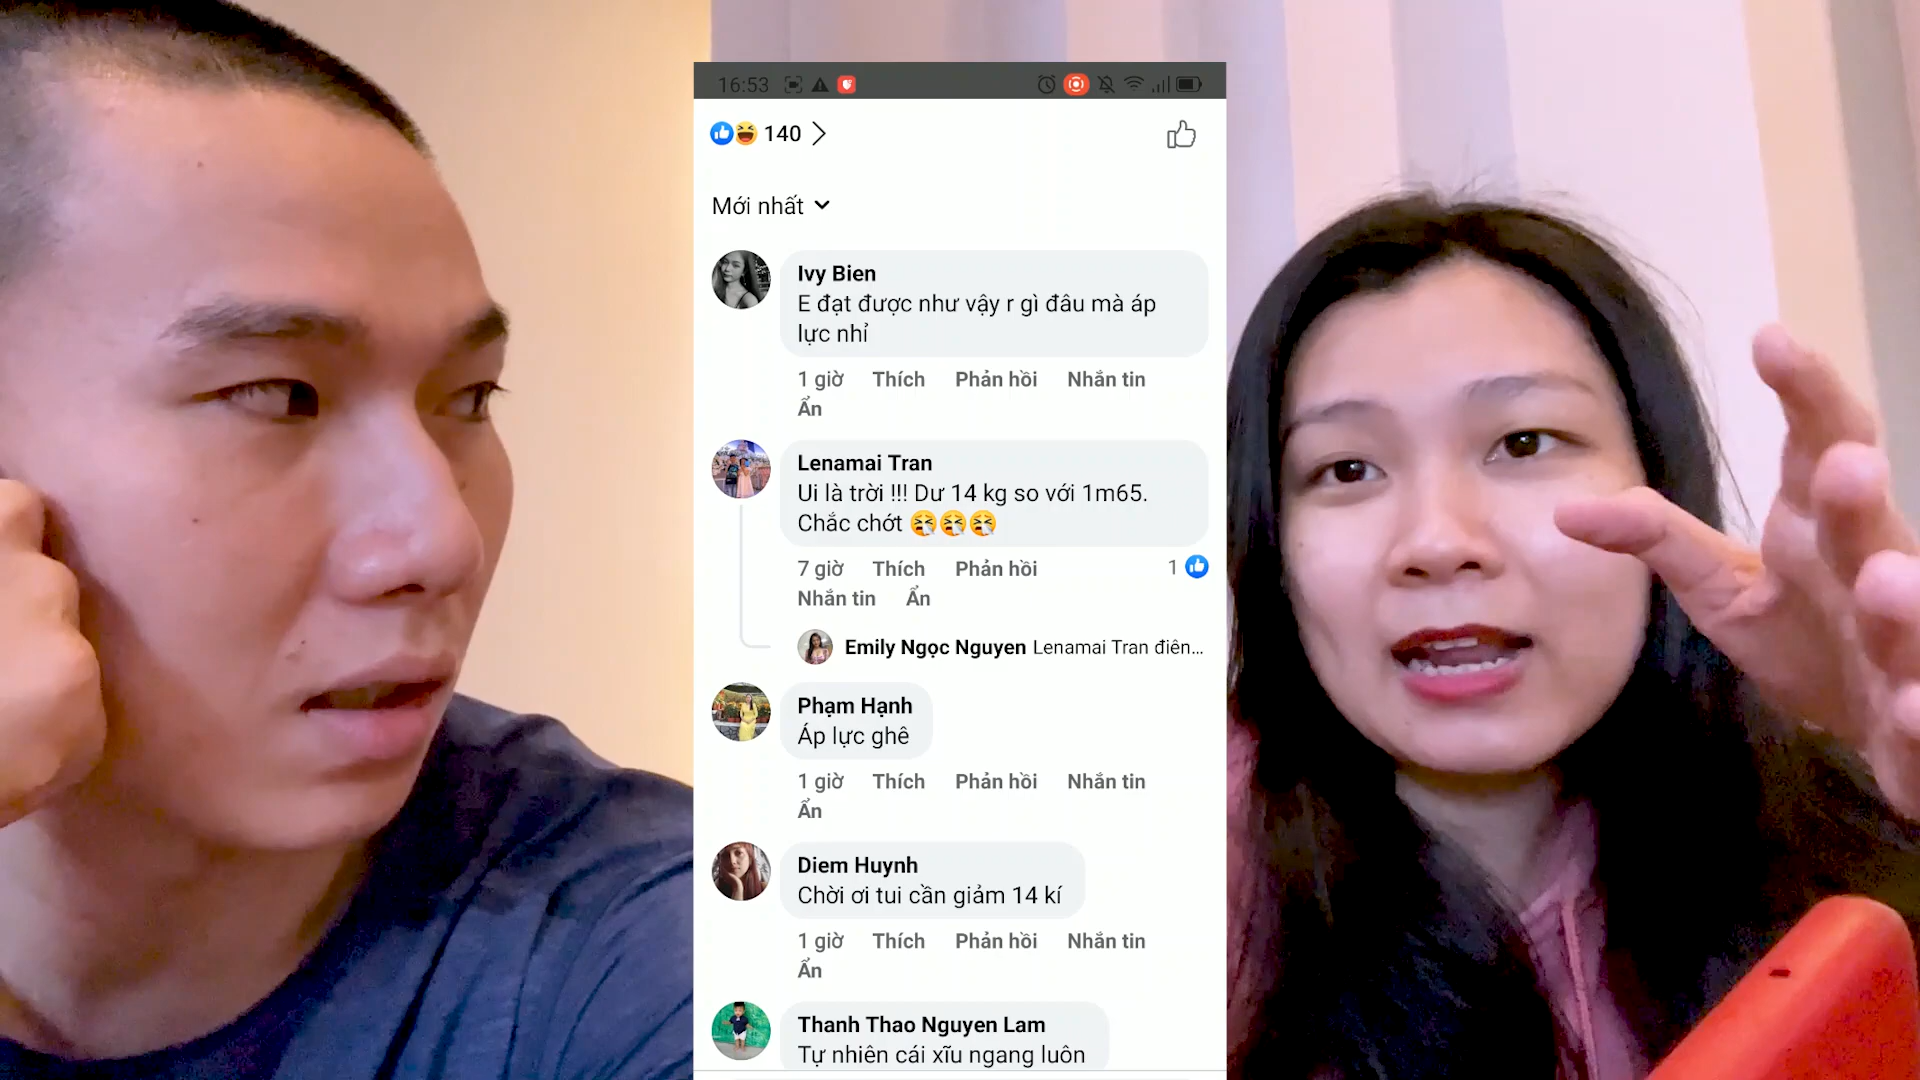 16:53
140
Mới nhất
Ivy Bien
E đạt được như vậy r gì đâu mà áp
lực nhỉ
1 giờ Thích Phản hồi Nhắn tin
Ẩn
Lenamai Tran
Ui là trời !!! Dư 14 kg so với 1m65.
Chắc chớt 🤧🤧🤧
7 giờ Thích Phản hồi 1
Nhắn tin Ẩn
Emily Ngọc Nguyen Lenamai Tran điên...
Phạm Hạnh
Áp lực ghê
1 giờ Thích Phản hồi Nhắn tin
Ẩn
Diem Huynh
Chời ơi tui cần giảm 14 kí
1 giờ Thích Phản hồi Nhắn tin
Ẩn
Thanh Thao Nguyen Lam
Tự nhiên cái xĩu ngang luôn